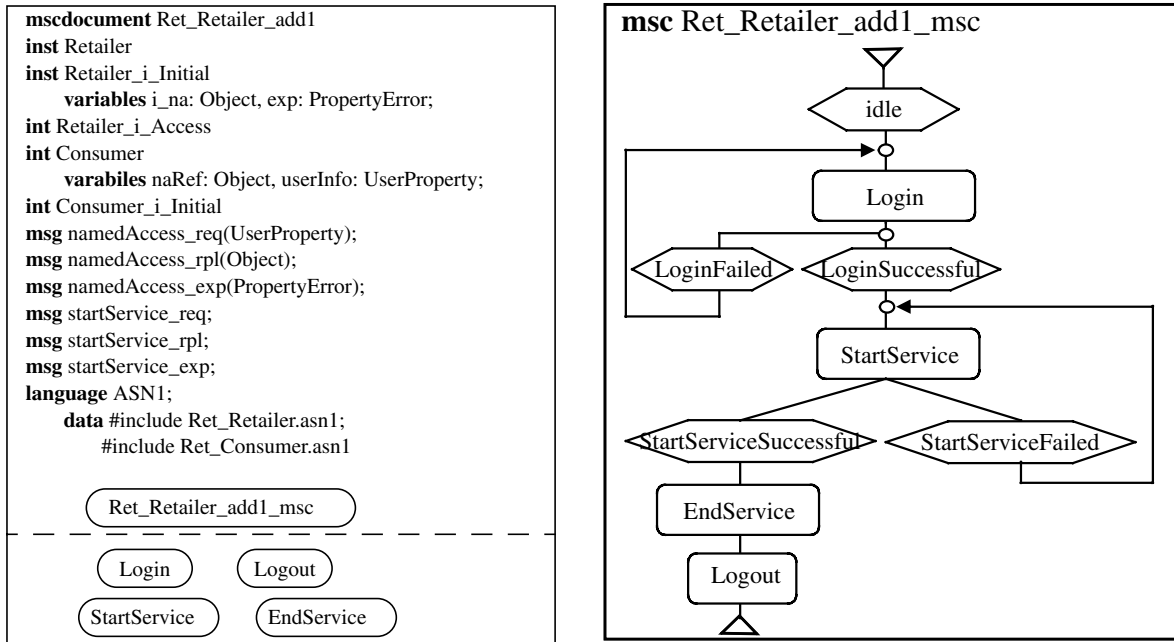 mscdocument Ret_Retailer_add1
inst Retailer
inst Retailer_i_Initial
variables i_na: Object, exp: PropertyError;
int Retailer_i_Access
int Consumer
varabiles naRef: Object, userInfo: UserProperty;
int Consumer_i_Initial
msg namedAccess_req(UserProperty);
msg namedAccess_rpl(Object);
msg namedAccess_exp(PropertyError);
msg startService_req;
msg startService_rpl;
msg startService_exp;
language ASN1;
data #include Ret_Retailer.asn1;
#include Ret_Consumer.asn1
Ret_Retailer_add1_msc
Login
Logout
StartService
EndService
msc Ret_Retailer_add1_msc
idle
Login
LoginFailed
LoginSuccessful
StartService
StartServiceSuccessful
StartServiceFailed
EndService
Logout